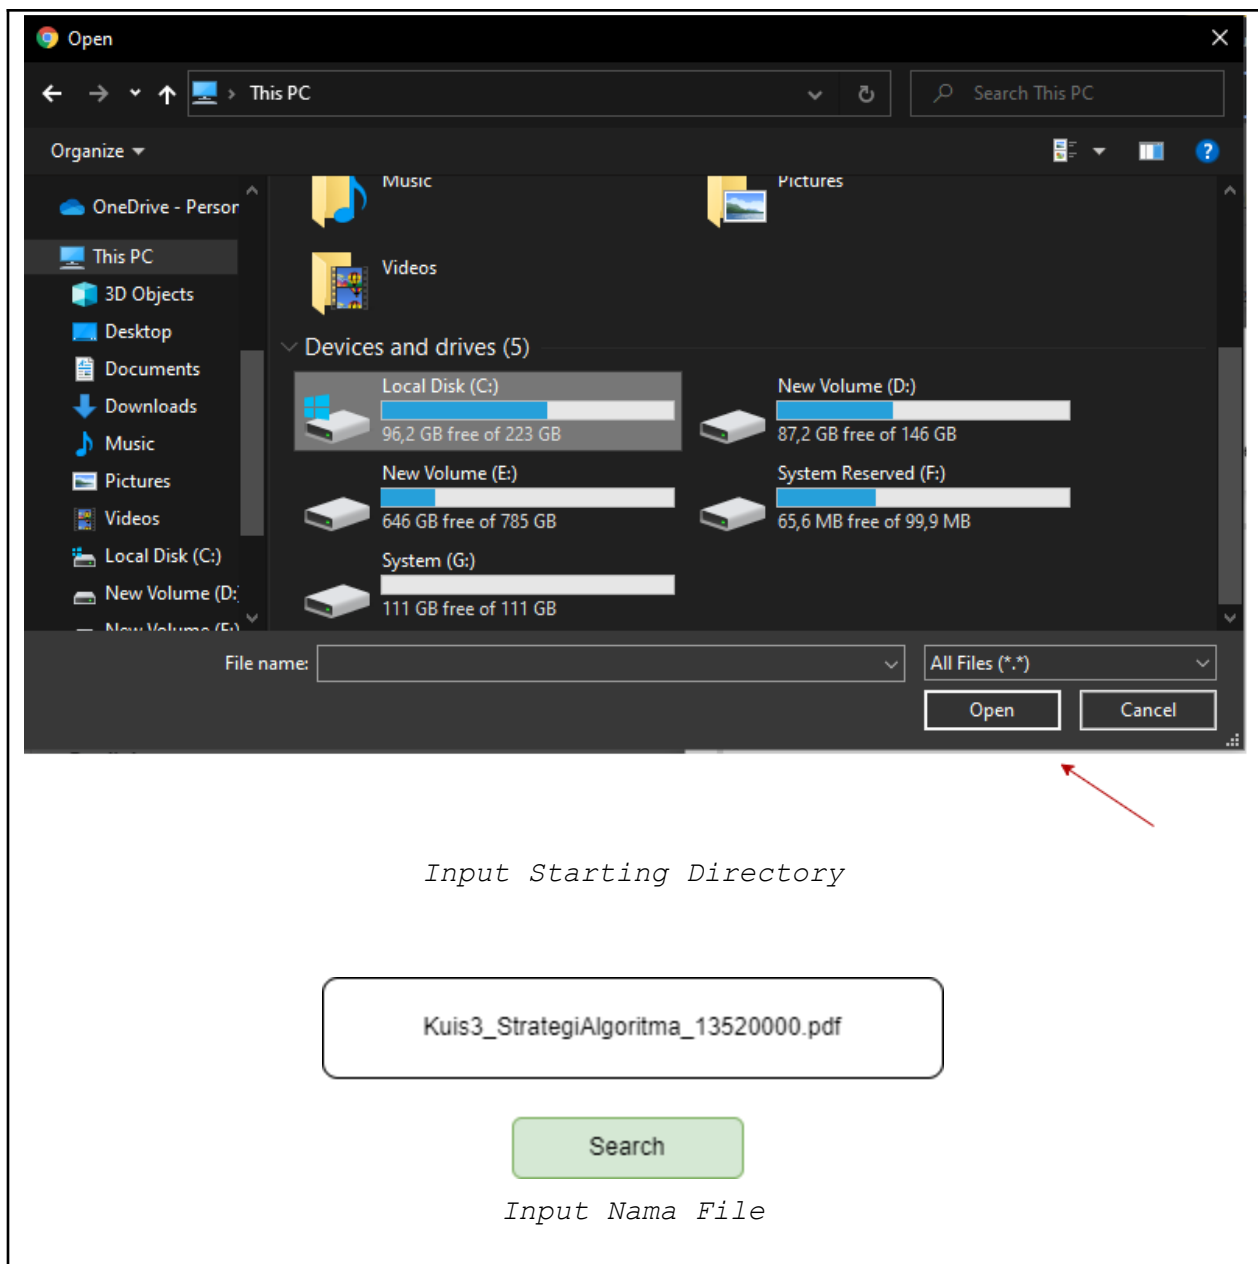 Open
This PC
Search This PC
Organize
OneDrive - Person
This PC
3D Objects
Desktop
Documents
Downloads
Music
Pictures
Videos
Local Disk (C:)
New Volume (D:
New Volume (E:)
Music
Pictures
Videos
Devices and drives (5)
Local Disk (C:)
96,2 GB free of 223 GB
New Volume (D:)
87,2 GB free of 146 GB
New Volume (E:)
646 GB free of 785 GB
System Reserved (F:)
65,6 MB free of 99,9 MB
System (G:)
111 GB free of 111 GB
File name:
All Files (*.*)
Open
Cancel
Input Starting Directory
Kuis3_StrategiAlgoritma_13520000.pdf
Search
Input Nama File